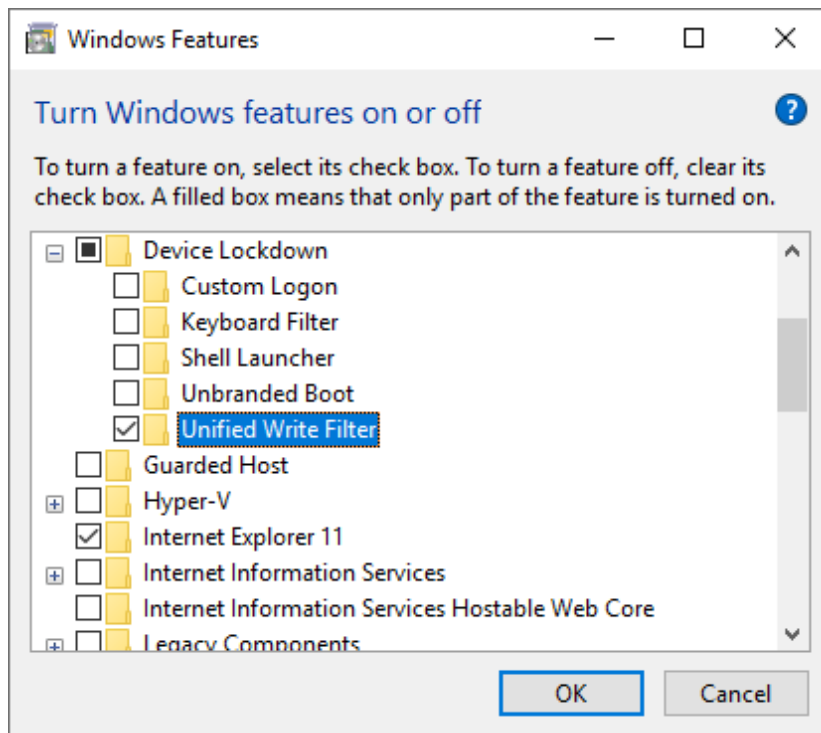 Windows Features
Turn Windows features on or off
?
To turn a feature on, select its check box. To turn a feature off, clear its
check box. A filled box means that only part of the feature is turned on.
Device Lockdown
Custom Logon
Keyboard Filter
Shell Launcher
Unbranded Boot
Unified Write Filter
Guarded Host
Hyper-V
Internet Explorer 11
Internet Information Services
Internet Information Services Hostable Web Core
Legacy Components
OK Cancel